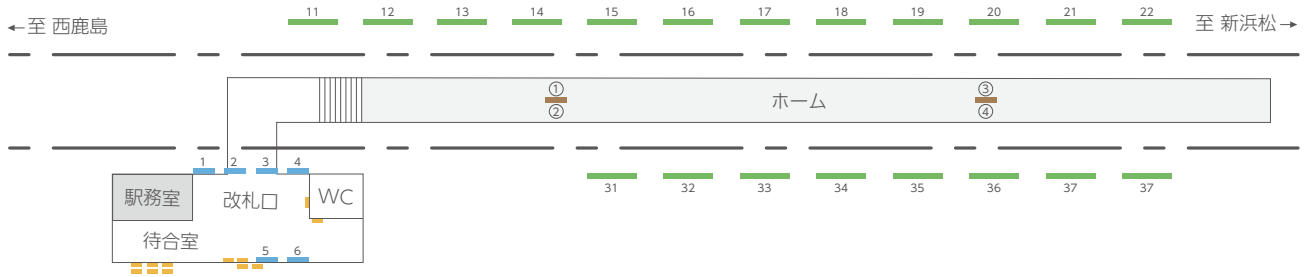 11 12 13 14 15 16 17 18 19 20 21 22
←至 西鹿島
至 新浜松→
① ③
ホーム
② ④
1 2 3 4
31 32 33 34 35 36 37 37
駅務室
改札口
WC
待合室
5 6